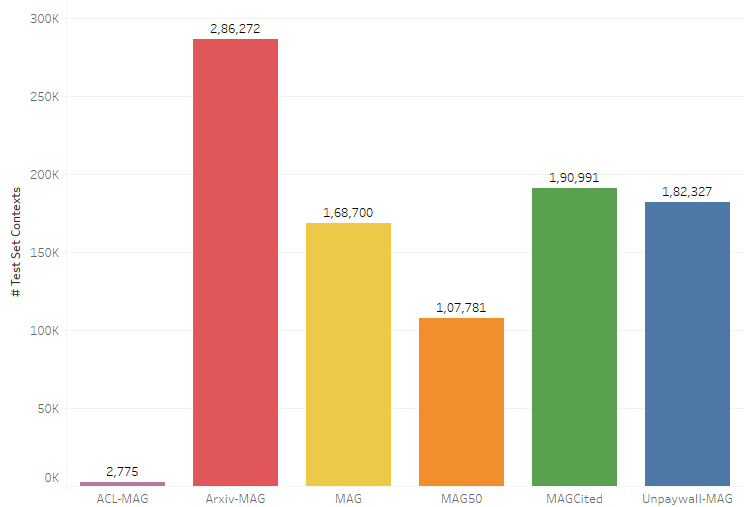 300K
2,86,272
250K
200K
1,90,991
1,82,327
1,68,700
# Test Set Contexts
150K
1,07,781
100K
50K
2,775
0K
ACL-MAG
Arxiv-MAG
MAG
MAG50
MAGCited
Unpaywall-MAG